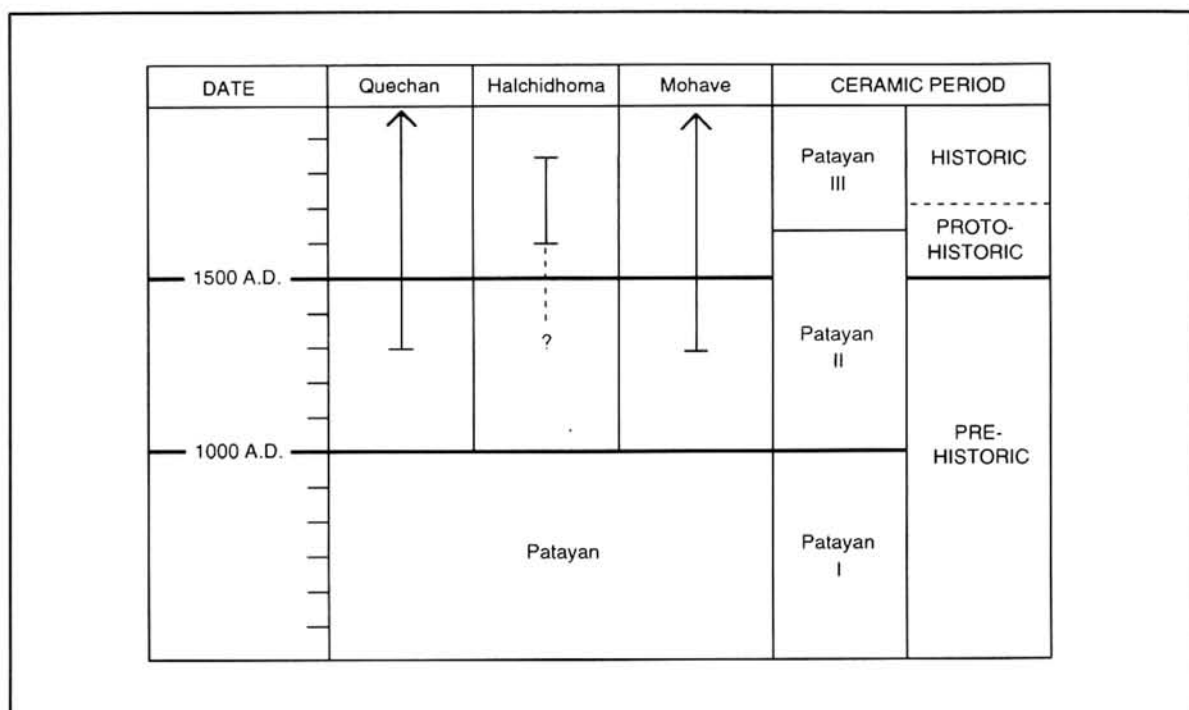 DATE
Quechan
Halchidhoma
Mohave
CERAMIC PERIOD
Patayan
III
HISTORIC
PROTO-
HISTORIC
1500 A.D.
Patayan
II
?
PRE-
HISTORIC
1000 A.D.
Patayan
Patayan
I